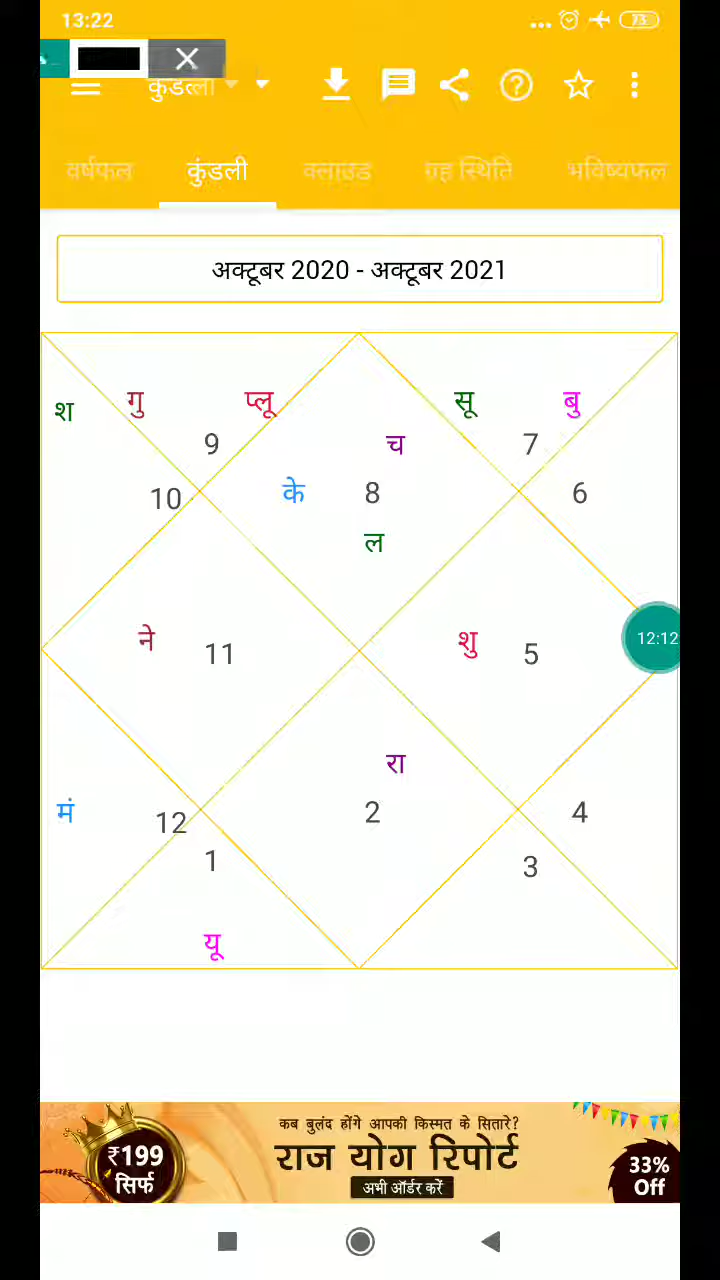 13:22
73
कुंडली
वर्षफल कुंडली क्लाउड ग्रह स्थिति भविष्यफल
अक्टूबर 2020 - अक्टूबर 2021
श गु प्लू सू बु
9 च 7
10 के 8 6
ल
ने 11 शु 5 12:12
रा
मं 12 2 4
1 3
यू
कब बुलंद होंगे आपकी किस्मत के सितारे?
₹199 राज योग रिपोर्ट 33%
सिर्फ अभी ऑर्डर करें Off